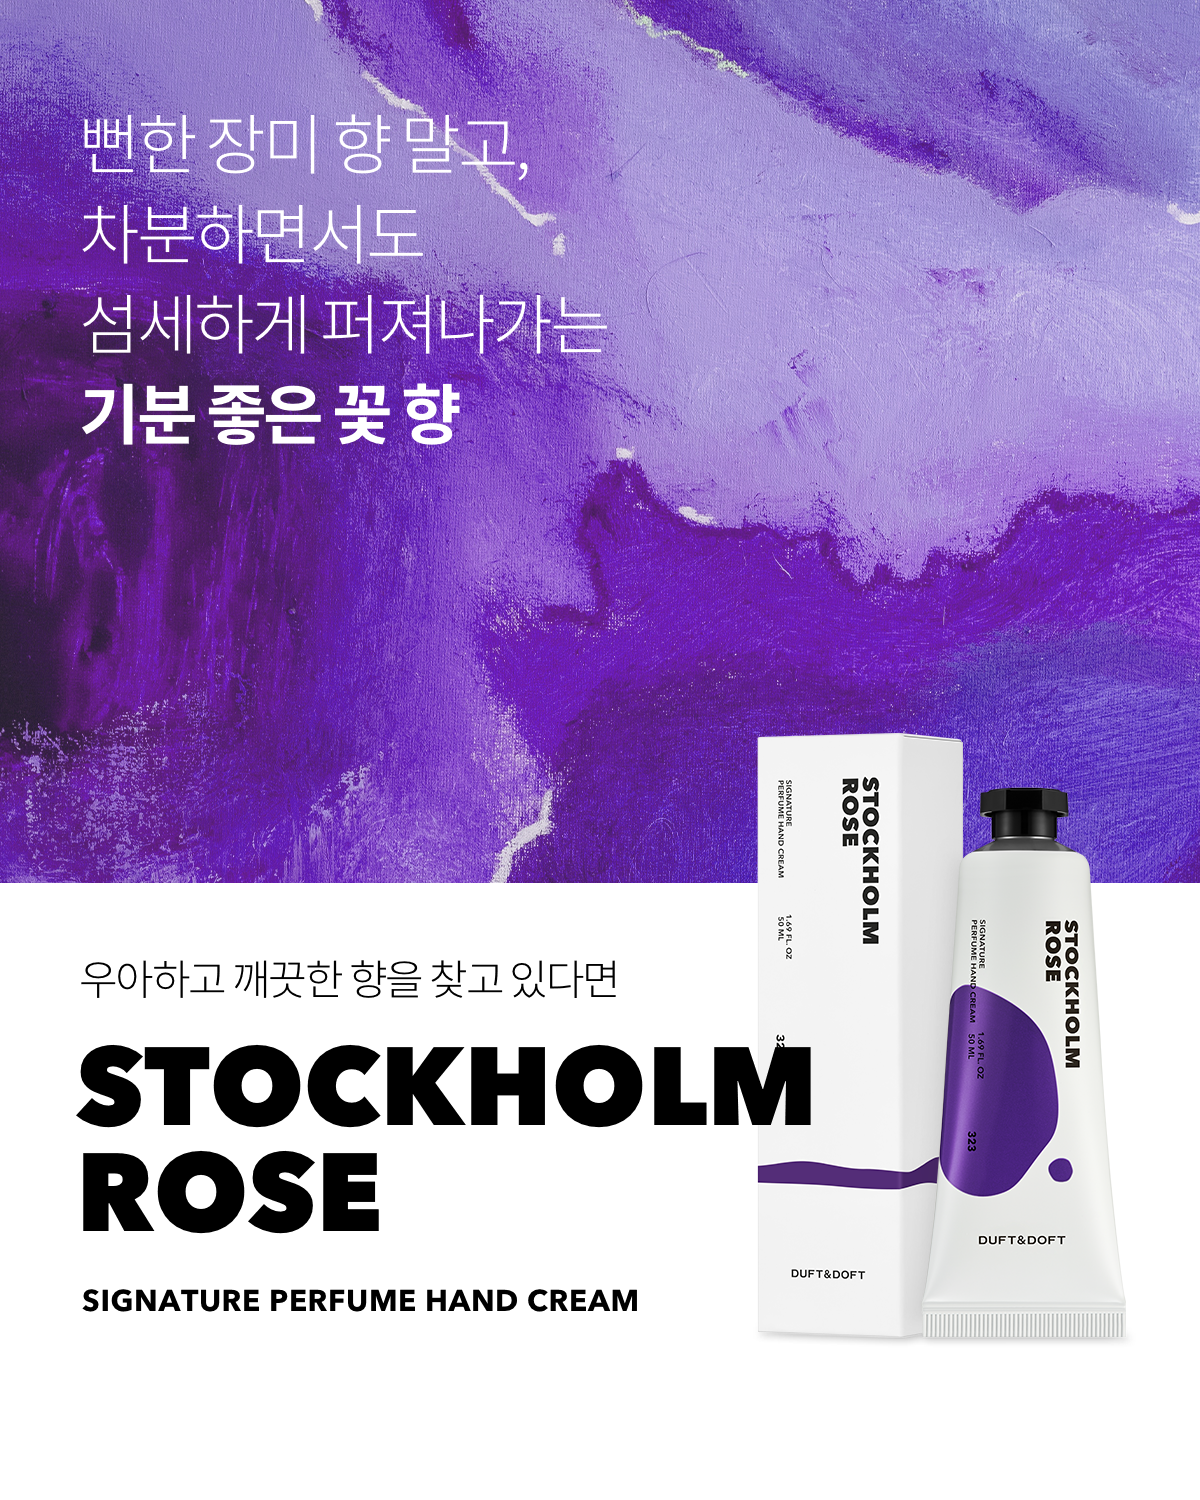 뻔한 장미 향 말고,
차분하면서도
섬세하게 퍼져나가는
기분 좋은 꽃 향
우아하고 깨끗한 향을 찾고 있다면
STOCKHOLM
ROSE
SIGNATURE PERFUME HAND CREAM
STOCKHOLM
ROSE
SIGNATURE
PERFUME HAND CREAM
1.69 FL. OZ
50 ML
DUFT&DOFT
STOCKHOLM
ROSE
SIGNATURE
PERFUME HAND CREAM
1.69 FL. OZ
50 ML
323
DUFT&DOFT